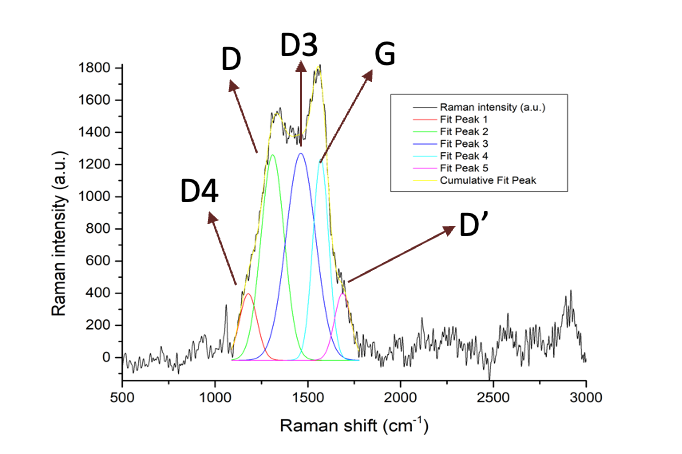 D3
D
G
D4
D’
1800
1600
1400
1200
1000
800
600
400
200
0
Raman intensity (a.u.)
Raman intensity (a.u.)
Fit Peak 1
Fit Peak 2
Fit Peak 3
Fit Peak 4
Fit Peak 5
Cumulative Fit Peak
500 1000 1500 2000 2500 3000
Raman shift (cm-1)